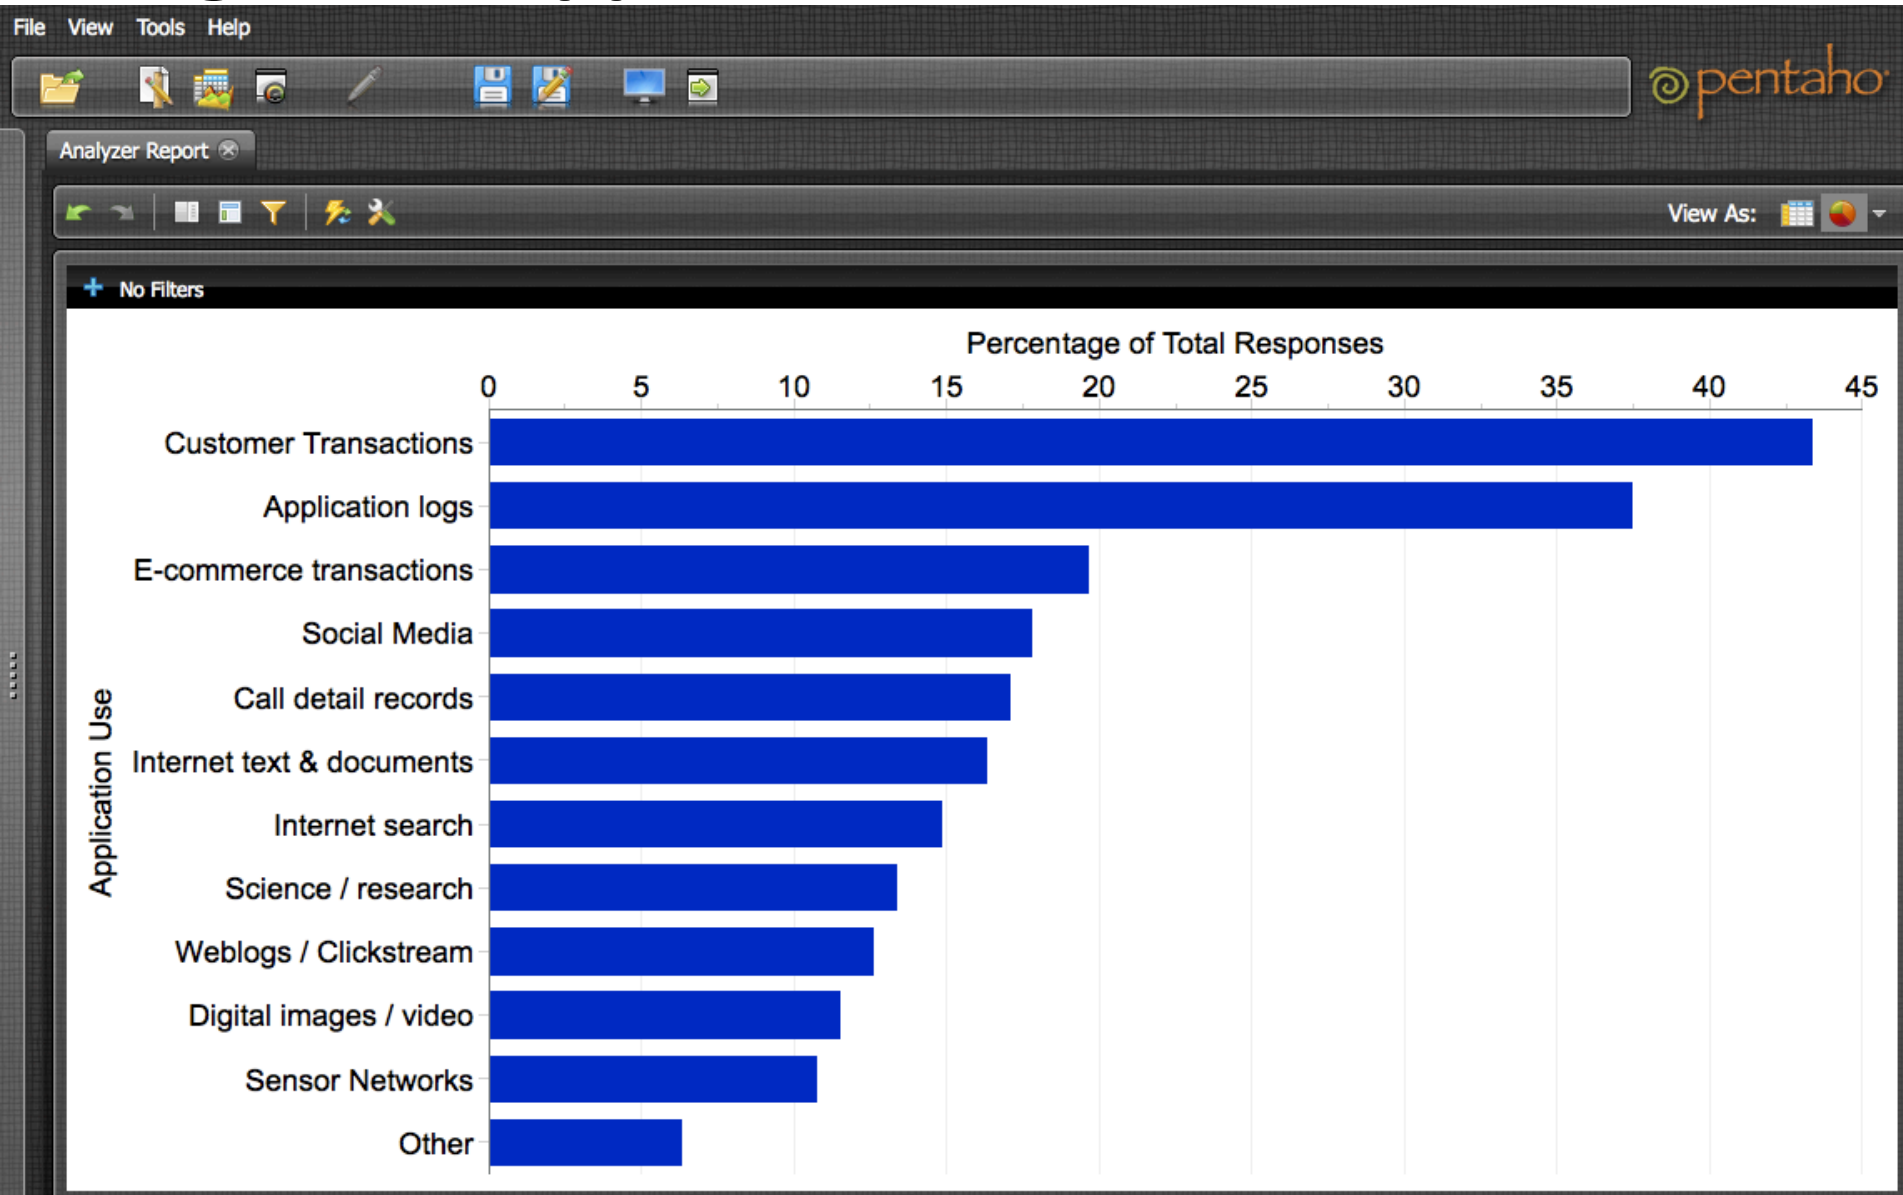 File View Tools Help
pentaho
Analyzer Report
View As:
No Filters
Percentage of Total Responses
0 5 10 15 20 25 30 35 40 45
Application Use
Customer Transactions
Application logs
E-commerce transactions
Social Media
Call detail records
Internet text & documents
Internet search
Science / research
Weblogs / Clickstream
Digital images / video
Sensor Networks
Other